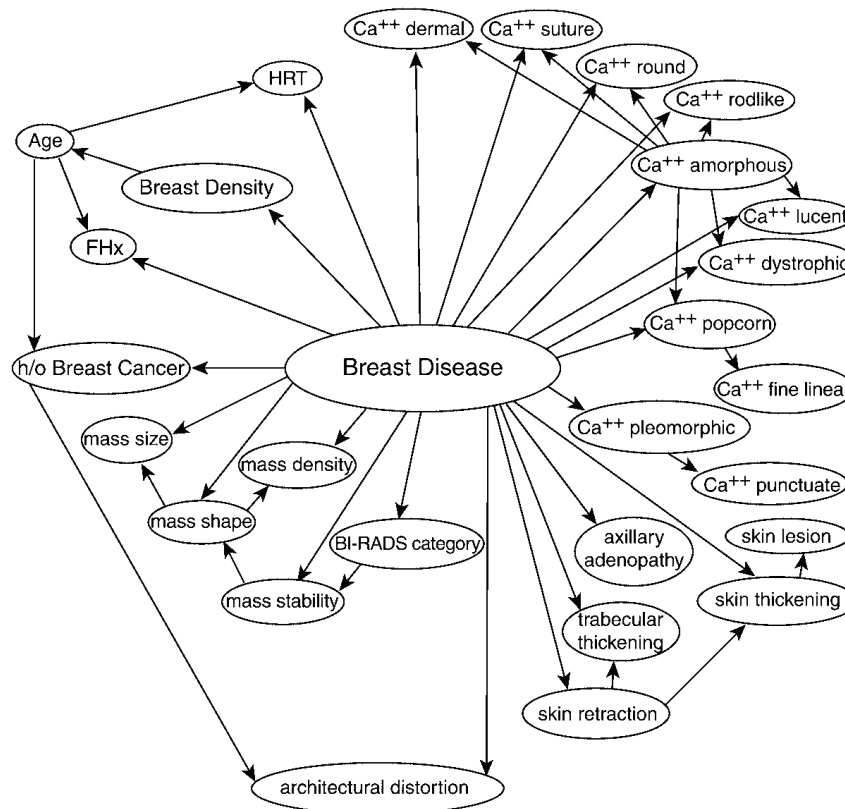 Ca++ dermal
Ca++ suture
HRT
Ca++ round
Ca++ rodlike
Age
Ca++ amorphous
Breast Density
Ca++ lucent
FHx
Ca++ dystrophic
Ca++ popcorn
h/o Breast Cancer
Breast Disease
Ca++ fine linear
mass size
Ca++ pleomorphic
mass density
Ca++ punctuate
mass shape
BI-RADS category
axillary
adenopathy
skin lesion
mass stability
skin thickening
trabecular
thickening
skin retraction
architectural distortion